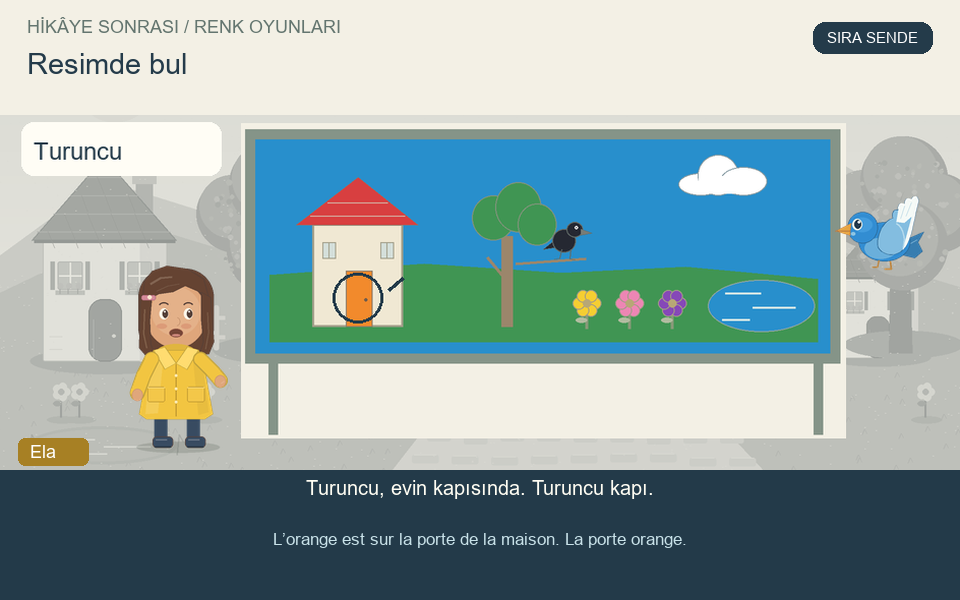 HİKÂYE SONRASI / RENK OYUNLARI
Resimde bul
SIRA SENDE
Turuncu
Ela
Turuncu, evin kapısında. Turuncu kapı.
L’orange est sur la porte de la maison. La porte orange.